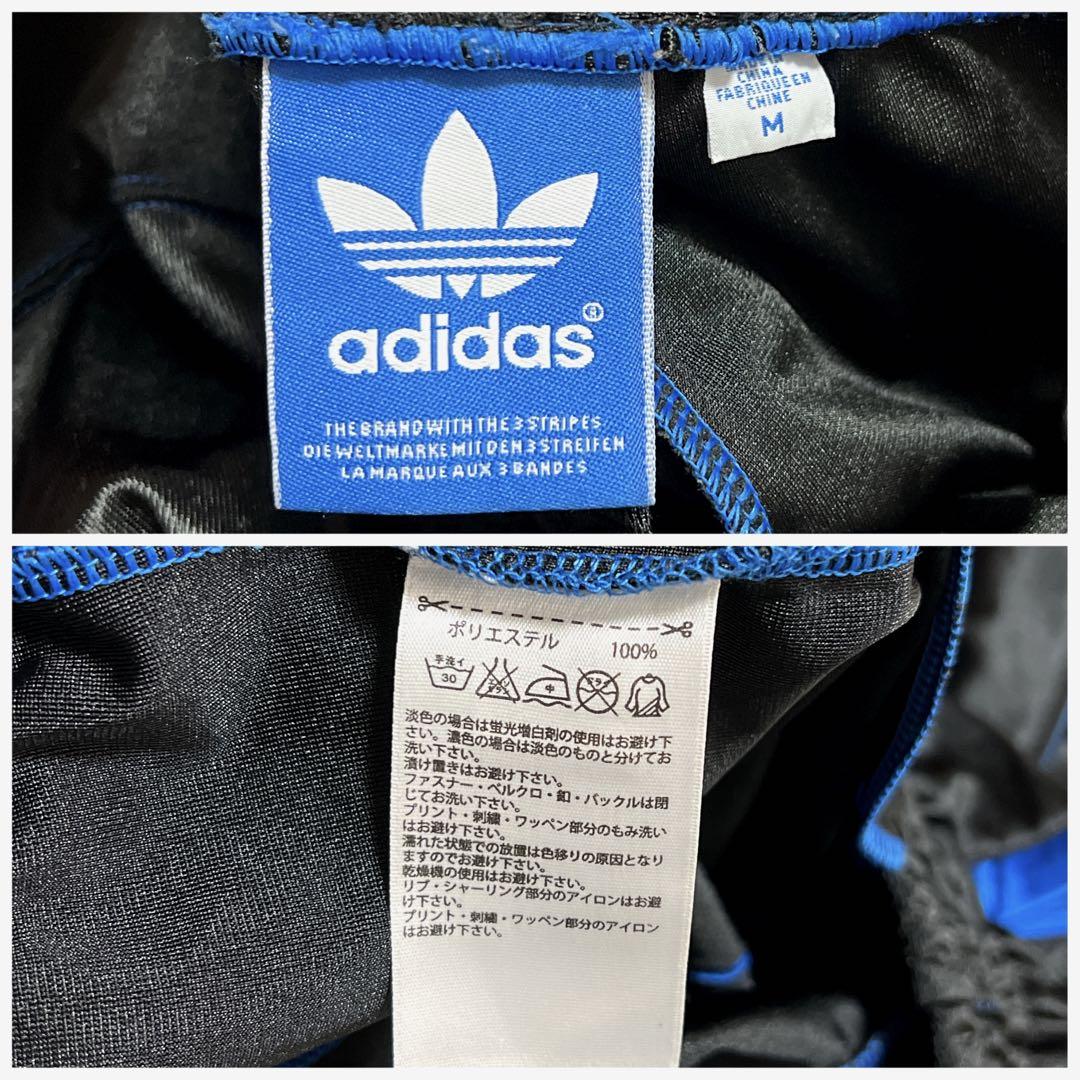 adidas®
THE BRAND WITH THE 3 STRIPES
DIE WELTMARKE MIT DEN 3 STREIFEN
LA MARQUE AUX 3 BANDES
CHINA
FABRIQUE EN
CHINE
M
ポリエステル 100%
手洗イ
30
中
淡色の場合は蛍光増白剤の使用はお避け下
さい。濃色の場合は淡色のものと分けてお
洗い下さい。
漬け置きはお避け下さい。
ファスナー・ベルクロ・釦・バックルは閉
じてお洗い下さい。
プリント・刺繍・ワッペン部分のもみ洗い
はお避け下さい。
濡れた状態での放置は色移りの原因となり
ますのでお避け下さい。
乾燥機の使用はお避け下さい。
リブ・シャーリング部分のアイロンはお避
け下さい。
プリント・刺繍・ワッペン部分のアイロン
はお避け下さい。